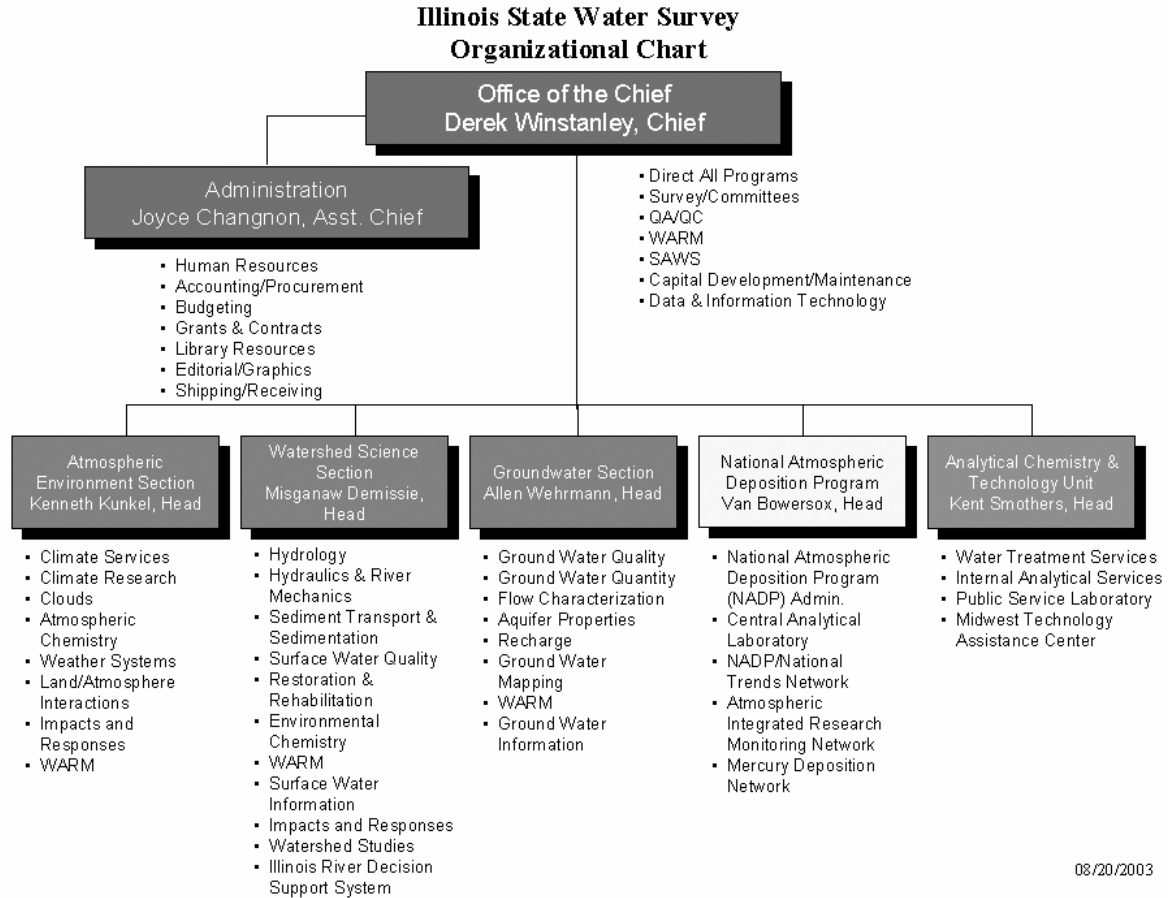 Illinois State Water Survey
Organizational Chart
Office of the Chief
Derek Winstanley, Chief
Administration
Joyce Changnon, Asst. Chief
▪ Direct All Programs
▪ Survey/Committees
▪ QA/QC
▪ WARM
▪ SAWS
▪ Capital Development/Maintenance
▪ Data & Information Technology
▪ Human Resources
▪ Accounting/Procurement
▪ Budgeting
▪ Grants & Contracts
▪ Library Resources
▪ Editorial/Graphics
▪ Shipping/Receiving
Atmospheric
Environment Section
Kenneth Kunkel, Head
▪ Climate Services
▪ Climate Research
▪ Clouds
▪ Atmospheric
Chemistry
▪ Weather Systems
▪ Land/Atmosphere
Interactions
▪ Impacts and
Responses
▪ WARM
Watershed Science
Section
Misganaw Demissie,
Head
▪ Hydrology
▪ Hydraulics & River
Mechanics
▪ Sediment Transport &
Sedimentation
▪ Surface Water Quality
▪ Restoration &
Rehabilitation
▪ Environmental
Chemistry
▪ WARM
▪ Surface Water
Information
▪ Impacts and Responses
▪ Watershed Studies
▪ Illinois River Decision
Support System
Groundwater Section
Allen Wehrmann, Head
▪ Ground Water Quality
▪ Ground Water Quantity
▪ Flow Characterization
▪ Aquifer Properties
▪ Recharge
▪ Ground Water
Mapping
▪ WARM
▪ Ground Water
Information
National Atmospheric
Deposition Program
Van Bowersox, Head
▪ National Atmospheric
Deposition Program
(NADP) Admin.
▪ Central Analytical
Laboratory
▪ NADP/National
Trends Network
▪ Atmospheric
Integrated Research
Monitoring Network
▪ Mercury Deposition
Network
Analytical Chemistry &
Technology Unit
Kent Smothers, Head
▪ Water Treatment Services
▪ Internal Analytical Services
▪ Public Service Laboratory
▪ Midwest Technology
Assistance Center
08/20/2003